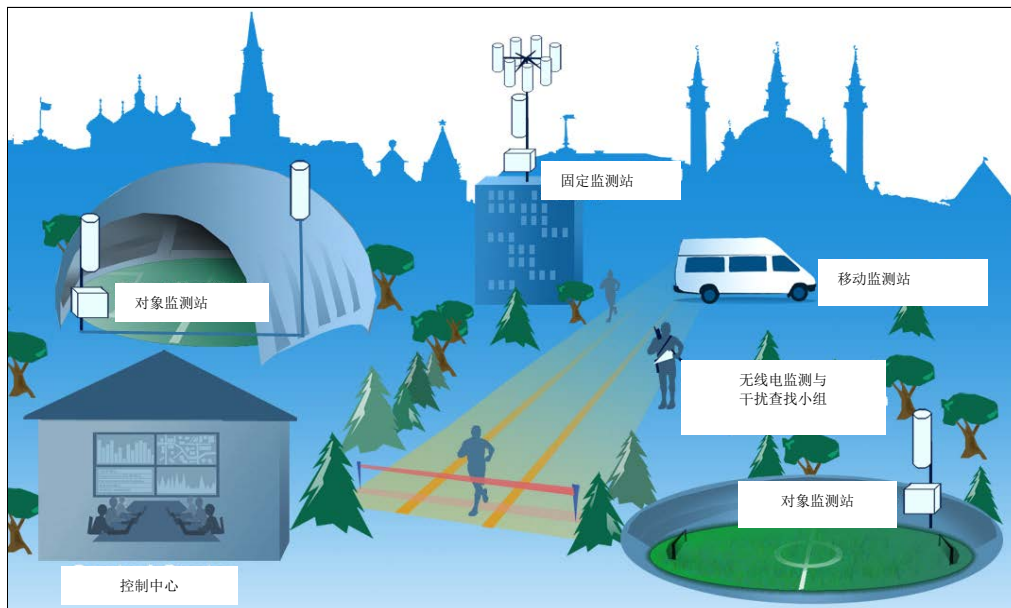 固定监测站
移动监测站
对象监测站
无线电监测与
干扰查找小组
对象监测站
控制中心